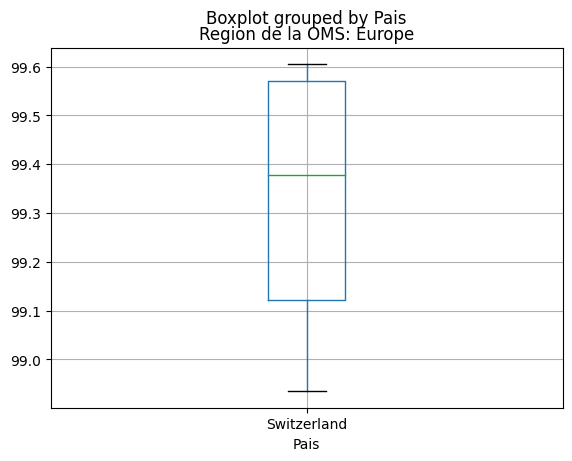 Boxplot grouped by Pais
Region de la OMS: Europe
99.6
99.5
99.4
99.3
99.2
99.1
99.0
Switzerland
Pais